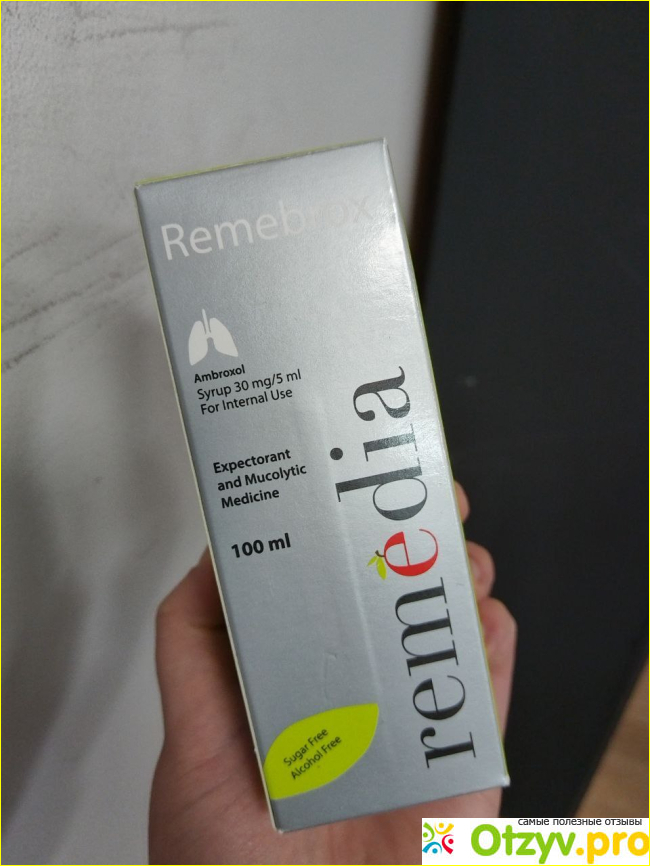 Remebrox
Ambroxol
Syrup 30 mg/5 ml
For Internal Use
Expectorant
and Mucolytic
Medicine
100 ml
remedia
Sugar Free
Alcohol Free
самые полезные отзывы
Otzyv.pro